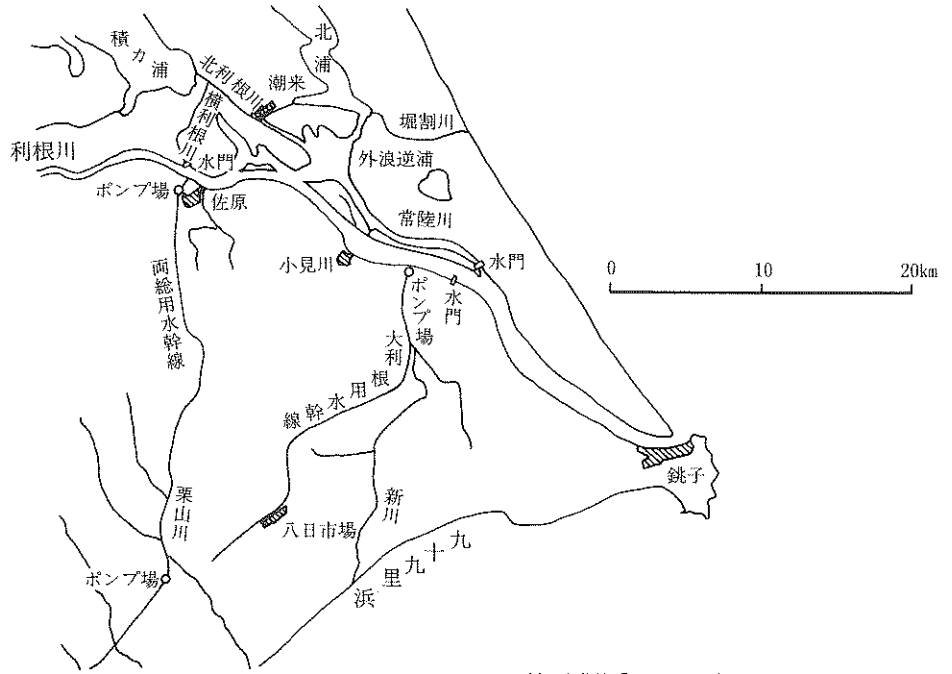 積カ浦
北浦
北利根川
潮来
横利根川
堀割川
利根川
水門
外浪逆浦
ポンプ場
佐原
常陸川
小見川
水門
0 10 20km
ポンプ場
水門
両総用水幹線
大利根用水幹線
栗山川
新川
銚子
八日市場
ポンプ場
九十九里浜